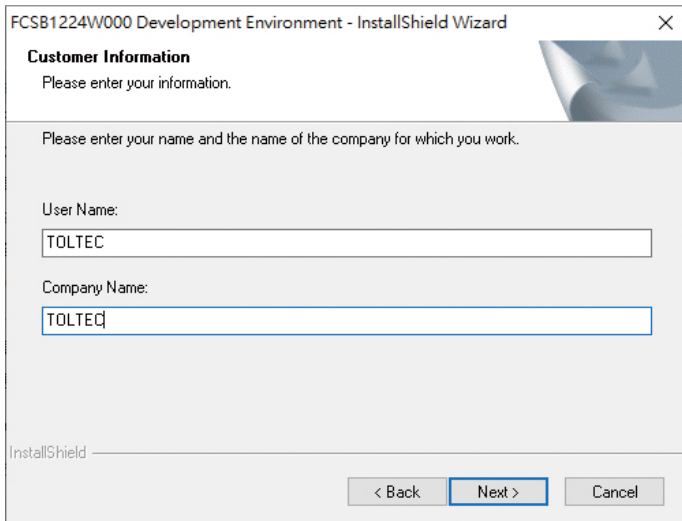 FCSB1224W000 Development Environment - InstallShield Wizard
Customer Information
Please enter your information.
Please enter your name and the name of the company for which you work.
User Name:
TOLTEC
Company Name:
TOLTEC
InstallShield
< Back
Next >
Cancel